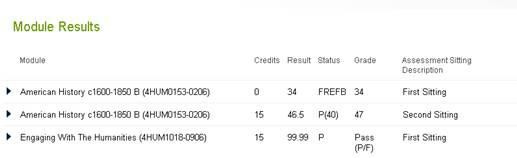 Module Results
Module Credits Result Status Grade Assessment Sitting Description
American History c1600-1850 B (4HUM0153-0206) 0 34 FREFB 34 First Sitting
American History c1600-1850 B (4HUM0153-0206) 15 46.5 P(40) 47 Second Sitting
Engaging With The Humanities (4HUM1018-0906) 15 99.99 P Pass (P/F) First Sitting